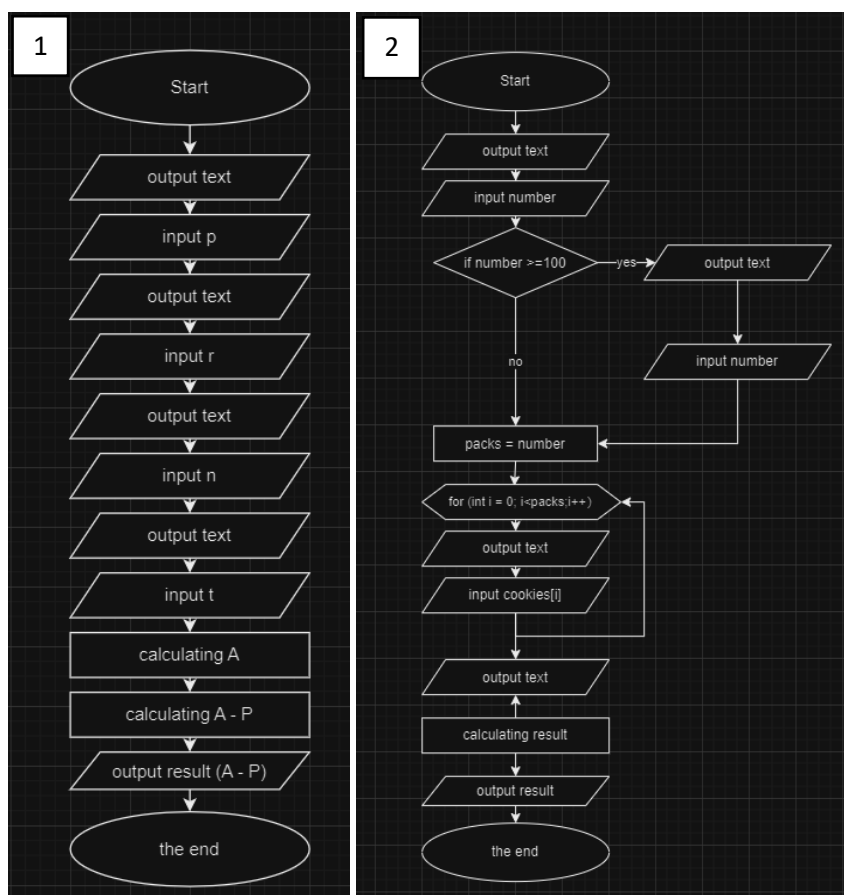 1
Start
output text
input p
output text
input r
output text
input n
output text
input t
calculating A
calculating A - P
output result (A - P)
the end
2
Start
output text
input number
if number >=100
yes
output text
input number
no
packs = number
for (int i = 0; i<packs;i++)
output text
input cookies[i]
output text
calculating result
output result
the end